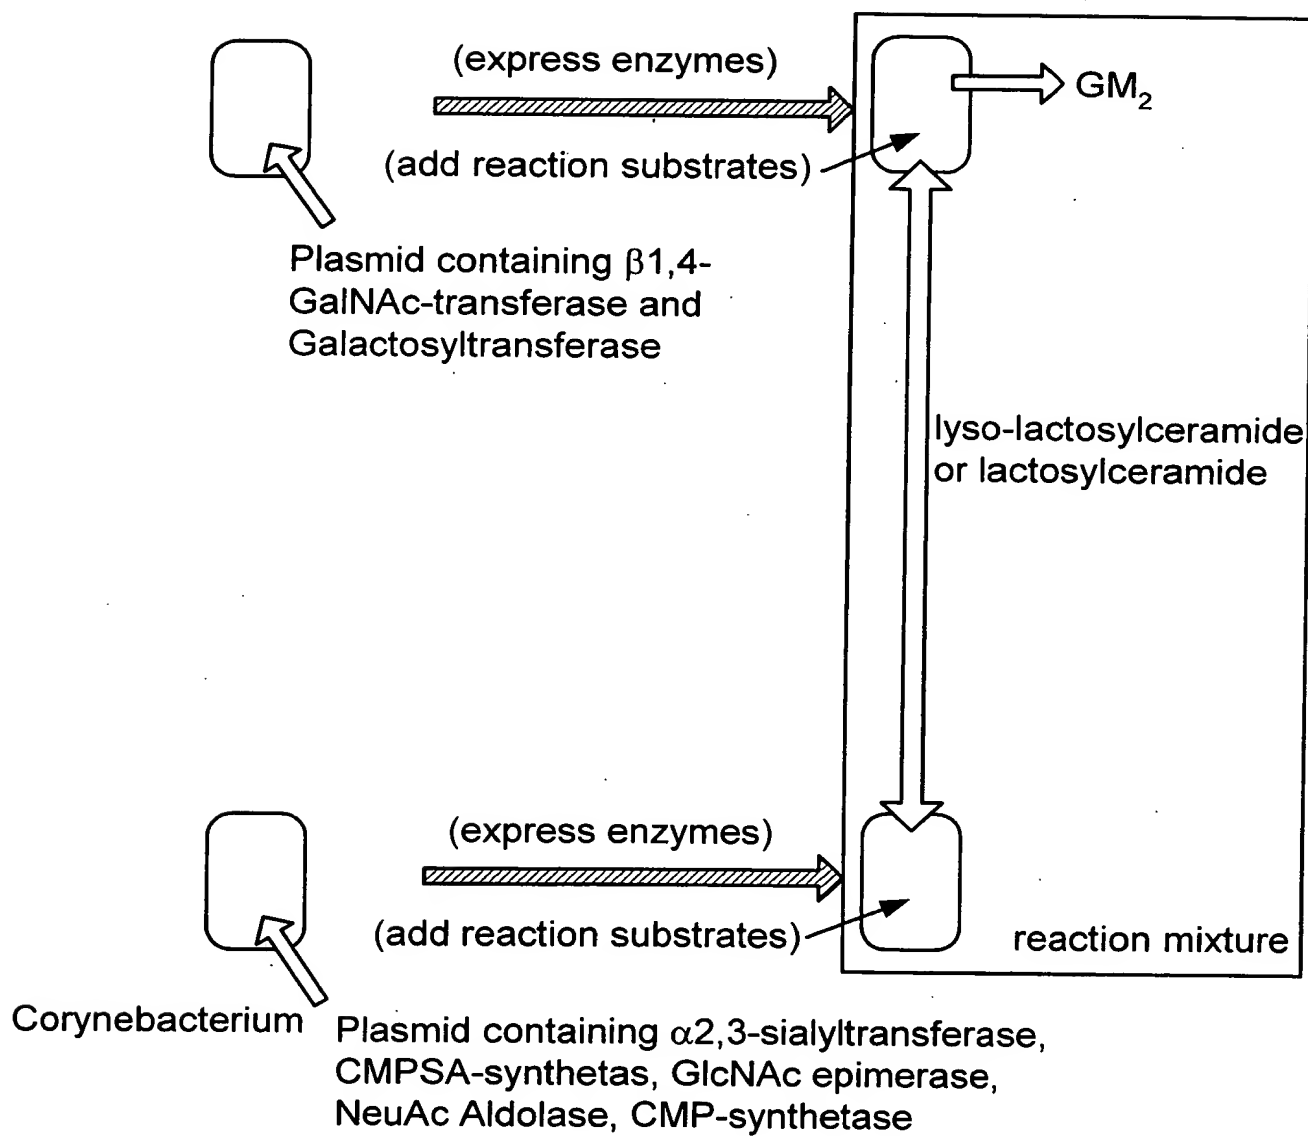 (express enzymes)
GM₂
(add reaction substrates)
Plasmid containing β1,4-
GalNAc-transferase and
Galactosyltransferase
lyso-lactosylceramide
or lactosylceramide
(express enzymes)
(add reaction substrates)
reaction mixture
Corynebacterium
Plasmid containing α2,3-sialyltransferase,
CMPSA-synthetas, GlcNAc epimerase,
NeuAc Aldolase, CMP-synthetase